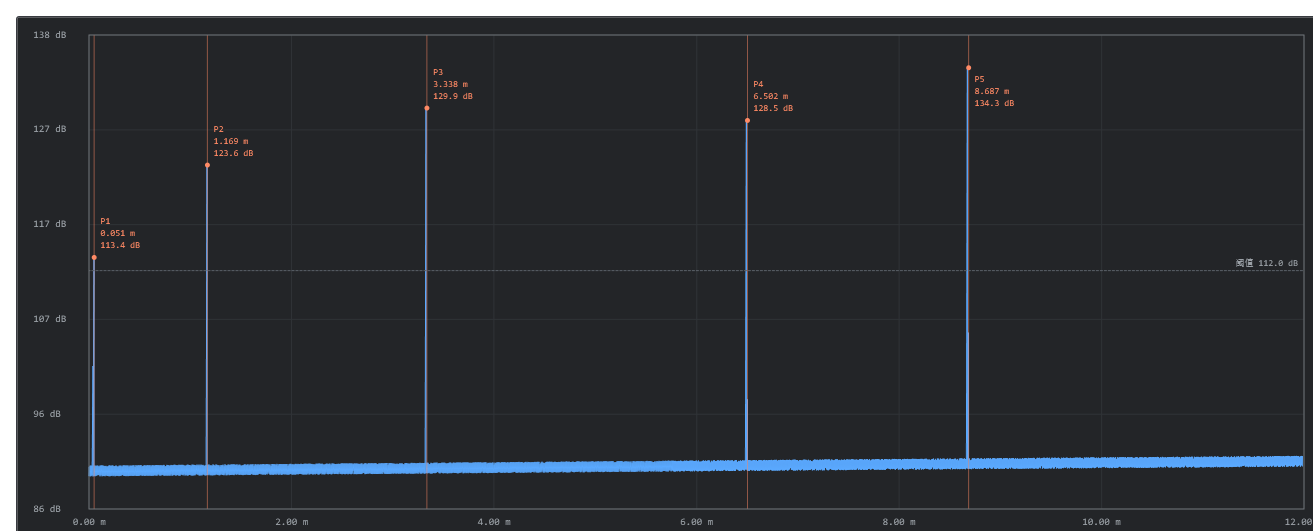 138 dB
P3
3.338 m
129.9 dB
P4
6.502 m
128.5 dB
P5
8.687 m
134.3 dB
127 dB
P2
1.169 m
123.6 dB
117 dB
P1
0.051 m
113.4 dB
阈值 112.0 dB
107 dB
96 dB
86 dB
0.00 m 2.00 m 4.00 m 6.00 m 8.00 m 10.00 m 12.00